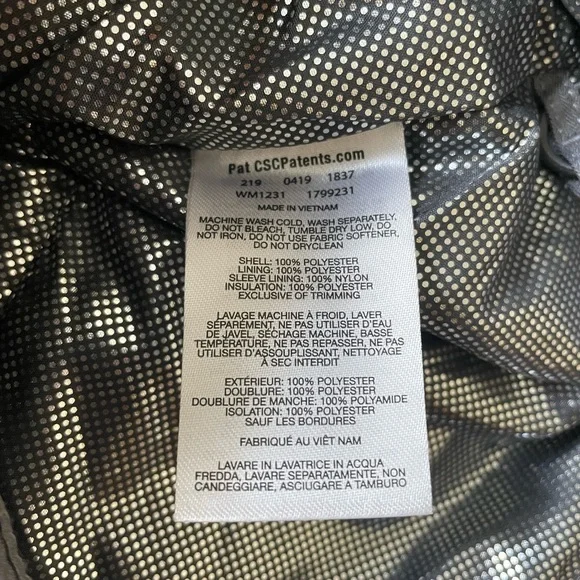 Pat CSCPatents.com
219 0419 1837
WM1231 1799231
MADE IN VIETNAM
MACHINE WASH COLD, WASH SEPARATELY,
DO NOT BLEACH, TUMBLE DRY LOW, DO
NOT IRON, DO NOT USE FABRIC SOFTENER,
DO NOT DRYCLEAN
SHELL: 100% POLYESTER
LINING: 100% POLYESTER
SLEEVE LINING: 100% NYLON
INSULATION: 100% POLYESTER
EXCLUSIVE OF TRIMMING
LAVAGE MACHINE À FROID, LAVER
SÉPARÉMENT, NE PAS UTILISER D'EAU
DE JAVEL, SÉCHAGE MACHINE, BASSE
TEMPÉRATURE, NE PAS REPASSER, NE PAS
UTILISER D'ASSOUPLISSANT, NETTOYAGE
À SEC INTERDIT
EXTÉRIEUR: 100% POLYESTER
DOUBLURE: 100% POLYESTER
DOUBLURE DE MANCHE: 100% POLYAMIDE
ISOLATION: 100% POLYESTER
SAUF LES BORDURES
FABRIQUÉ AU VIÊT NAM
LAVARE IN LAVATRICE IN ACQUA
FREDDA, LAVARE SEPARATAMENTE, NON
CANDEGGIARE, ASCIUGARE A TAMBURO